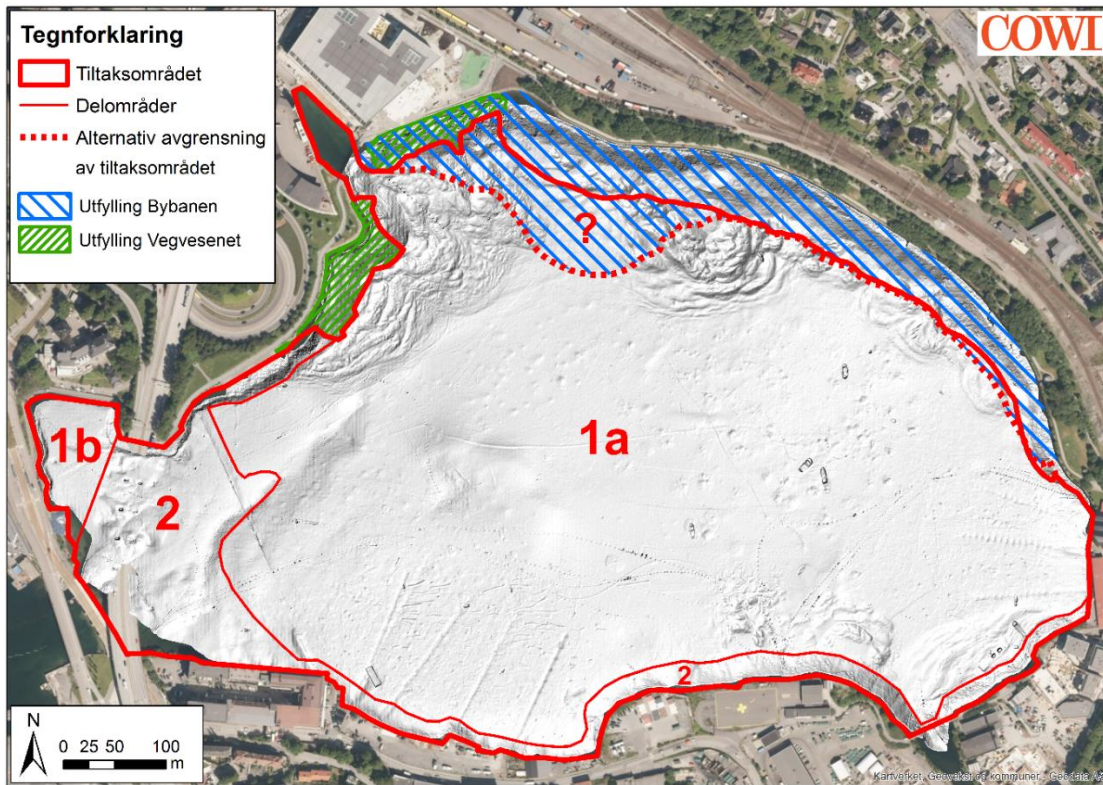 Tegnforklaring
Tiltaksområdet
Delområder
Alternativ avgrensning
av tiltaksområdet
Utfylling Bybanen
Utfylling Vegvesenet
COWI
?
1b
2
1a
2
N
0 25 50 100
m
Kartverket, Geovekst og kommuner - Geodata AS